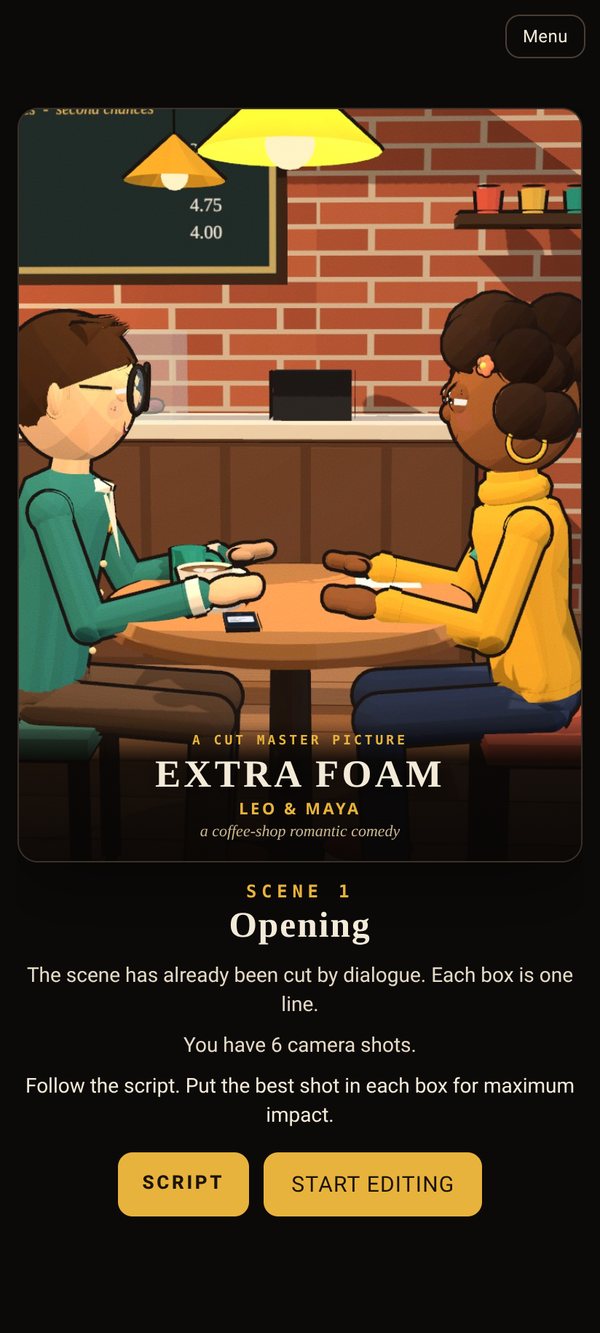 Menu
second chances
4.75
4.00
A CUT MASTER PICTURE
EXTRA FOAM
LEO & MAYA
a coffee-shop romantic comedy
SCENE 1
Opening
The scene has already been cut by dialogue. Each box is one
line.
You have 6 camera shots.
Follow the script. Put the best shot in each box for maximum
impact.
SCRIPT
START EDITING